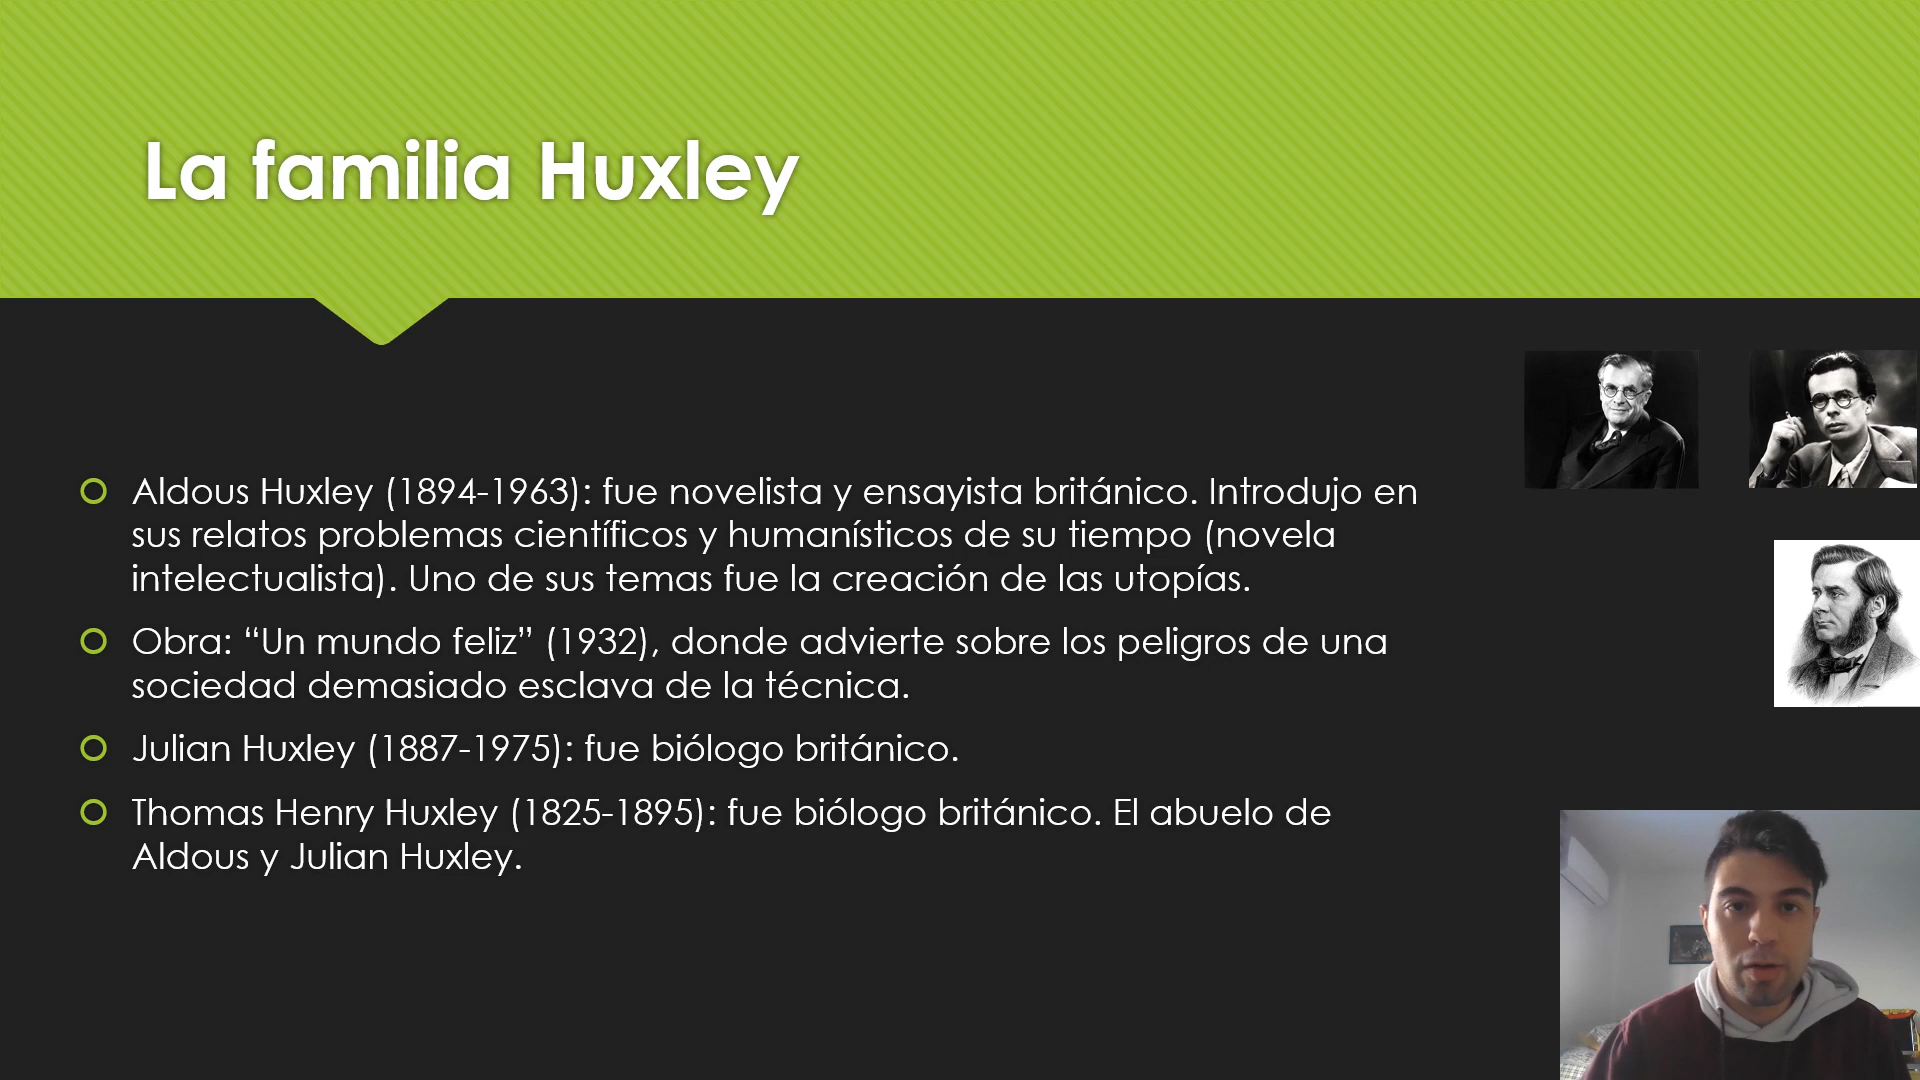 La familia Huxley
Aldous Huxley (1894-1963): fue novelista y ensayista británico. Introdujo en
sus relatos problemas científicos y humanísticos de su tiempo (novela
intelectualista). Uno de sus temas fue la creación de las utopías.
Obra: “Un mundo feliz” (1932), donde advierte sobre los peligros de una
sociedad demasiado esclava de la técnica.
Julian Huxley (1887-1975): fue biólogo británico.
Thomas Henry Huxley (1825-1895): fue biólogo británico. El abuelo de
Aldous y Julian Huxley.